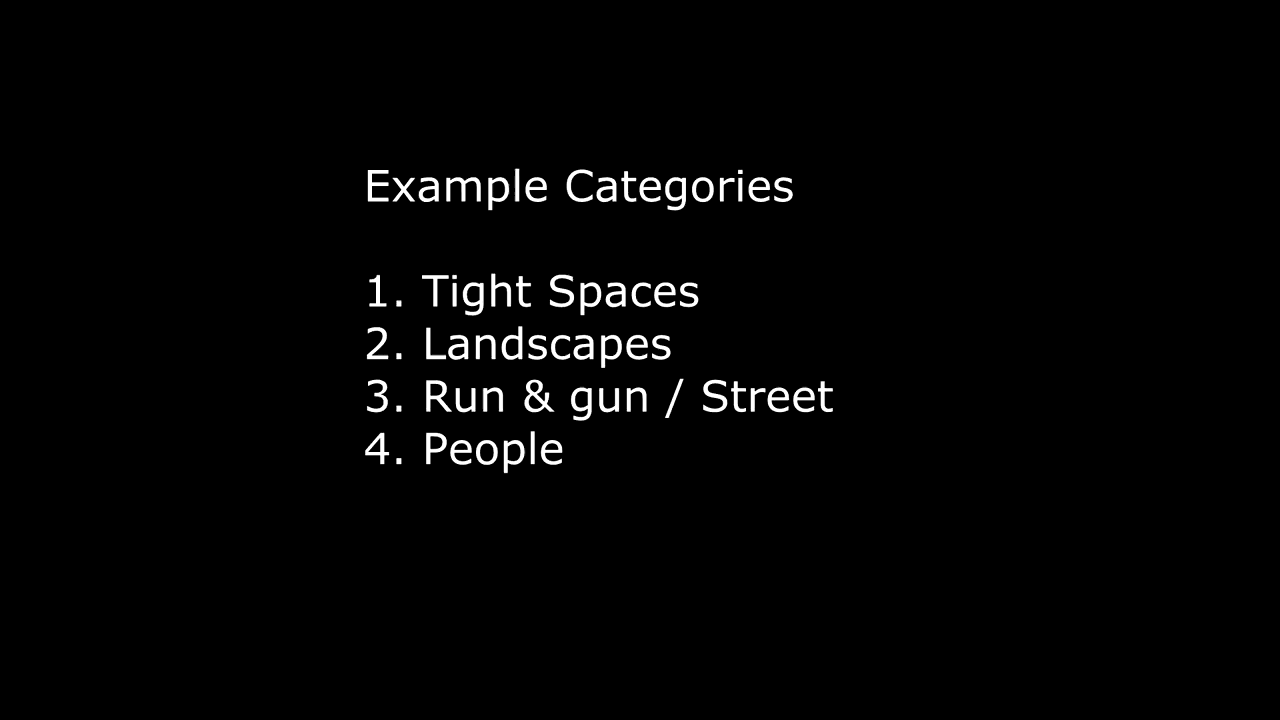 Example Categories
1. Tight Spaces
2. Landscapes
3. Run & gun / Street
4. People